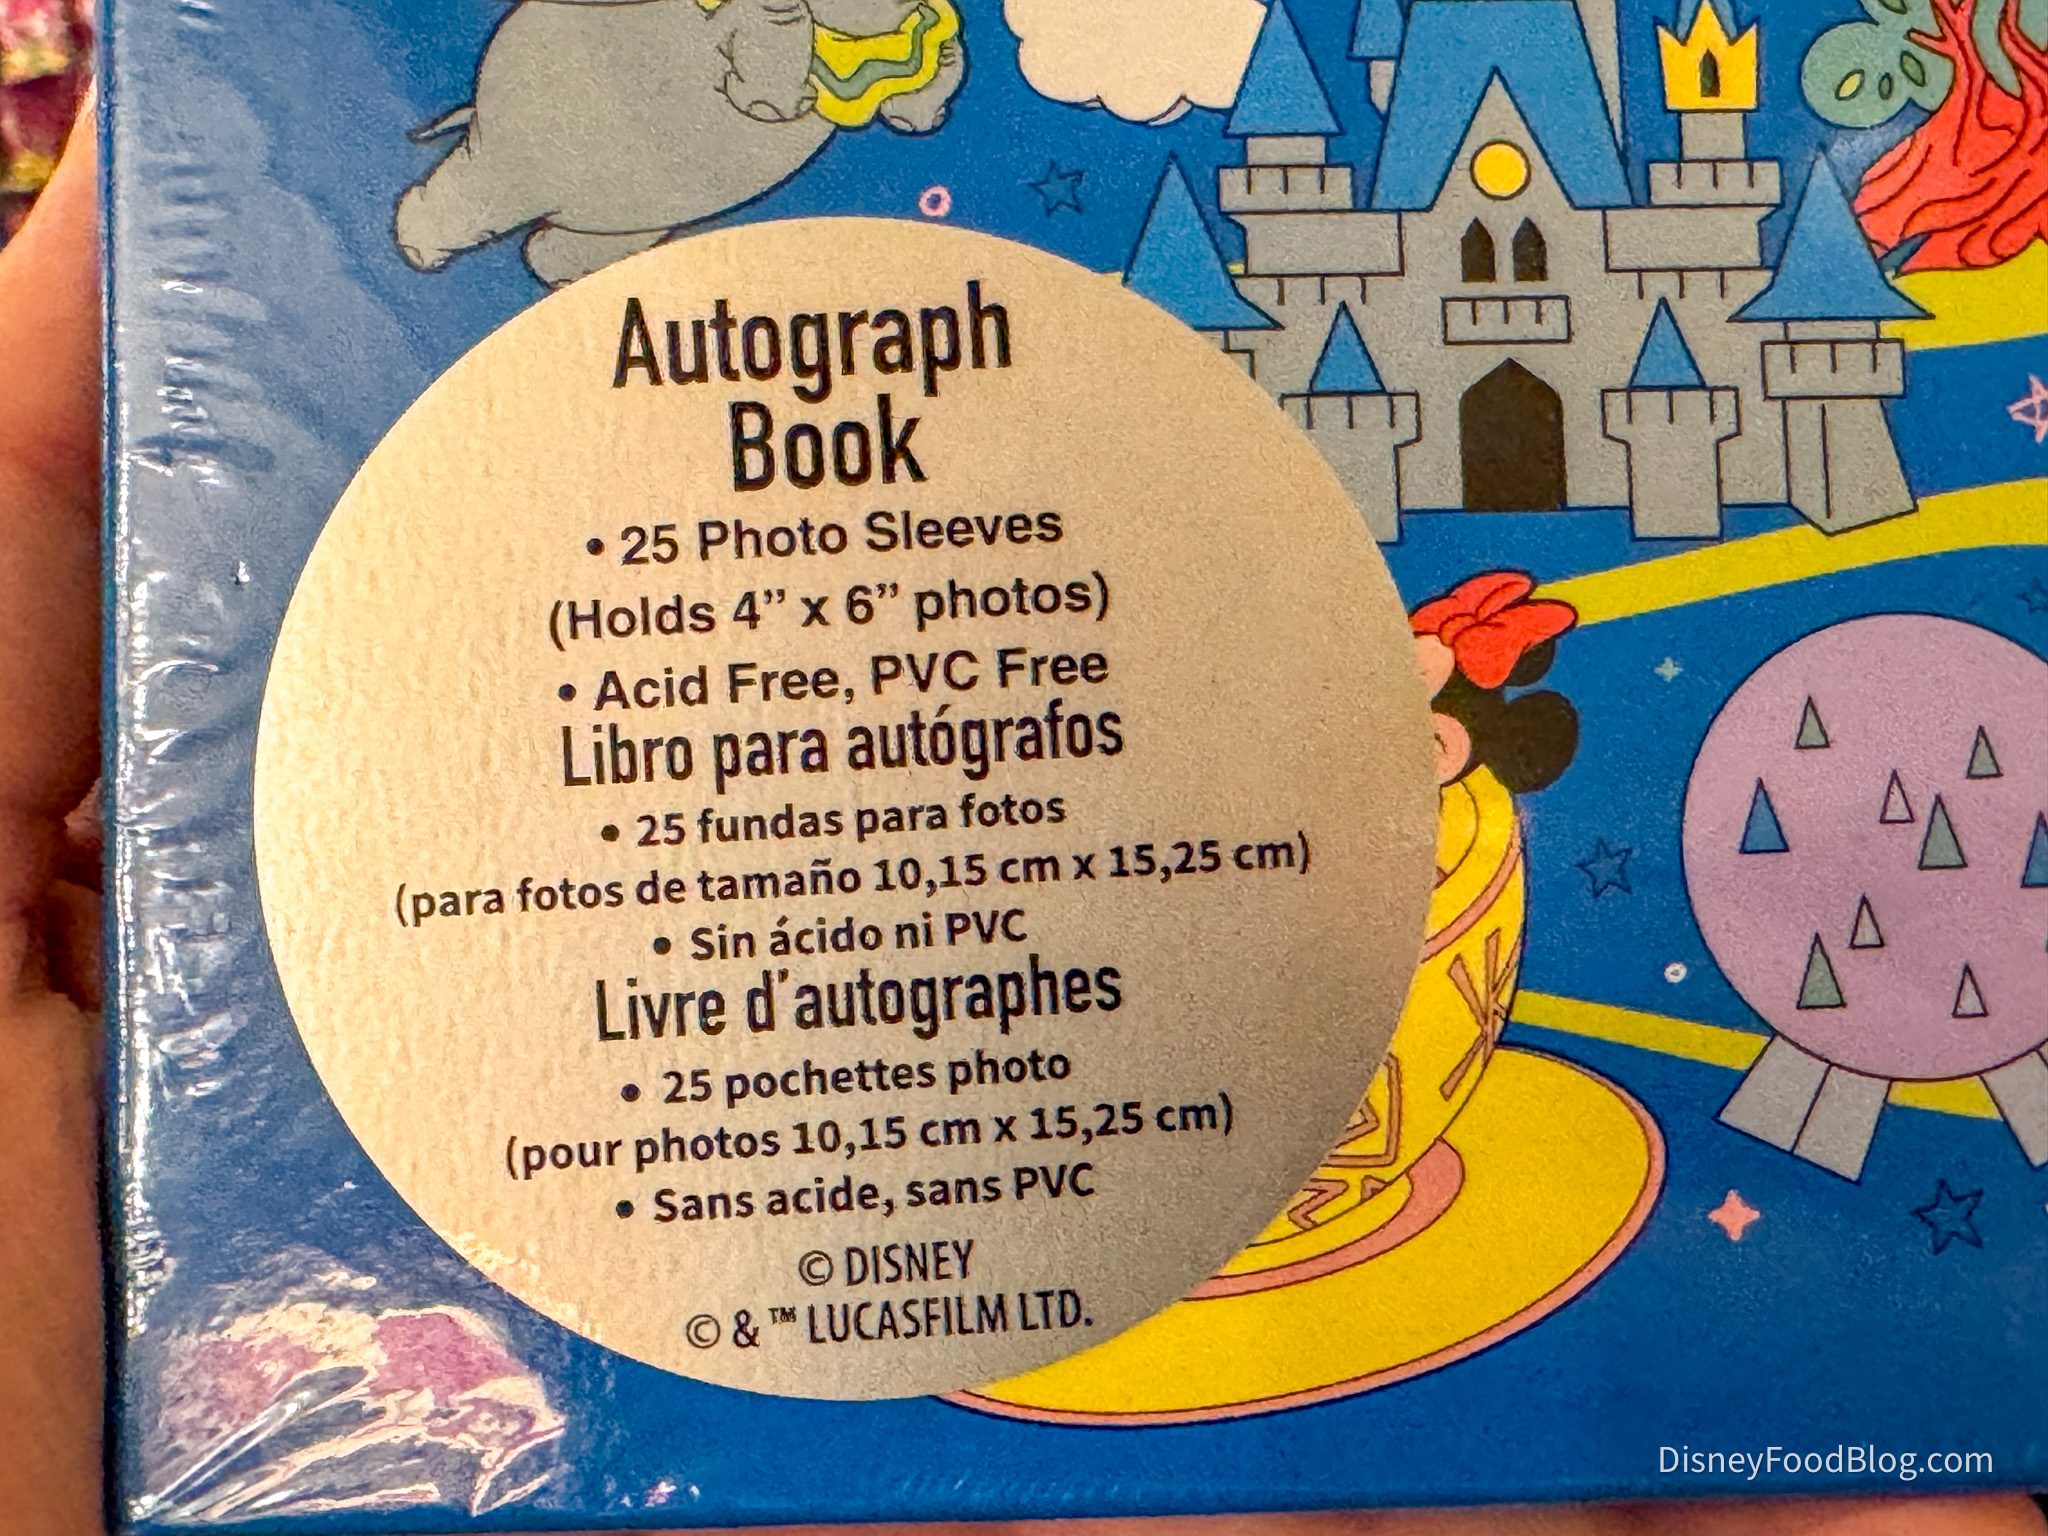 Autograph
Book
• 25 Photo Sleeves
(Holds 4” x 6” photos)
• Acid Free, PVC Free
Libro para autógrafos
• 25 fundas para fotos
(para fotos de tamaño 10,15 cm x 15,25 cm)
• Sin ácido ni PVC
Livre d'autographes
• 25 pochettes photo
(pour photos 10,15 cm x 15,25 cm)
• Sans acide, sans PVC
© DISNEY
© & ™ LUCASFILM LTD.
DisneyFoodBlog.com